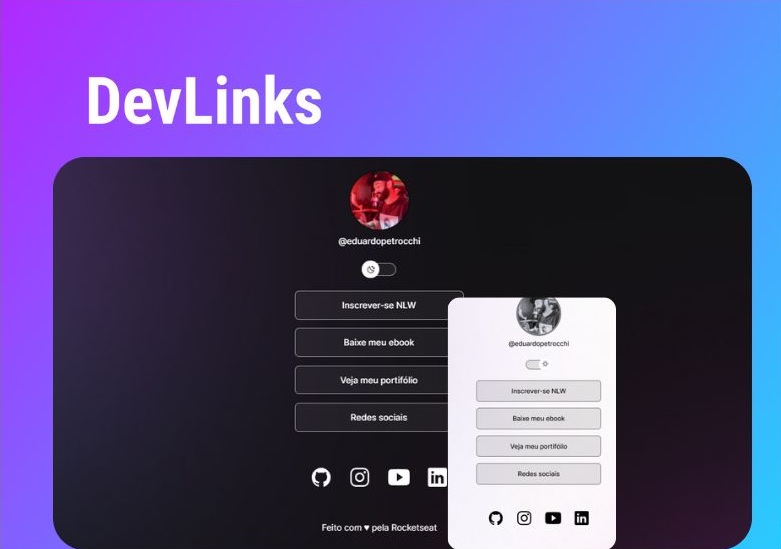 DevLinks
@eduardopetrocchi
Inscrever-se NLW
Baixe meu ebook
Veja meu portifólio
Redes sociais
Feito com ♥ pela Rocketseat
@eduardopetrocchi
Inscrever-se NLW
Baixe meu ebook
Veja meu portifólio
Redes sociais